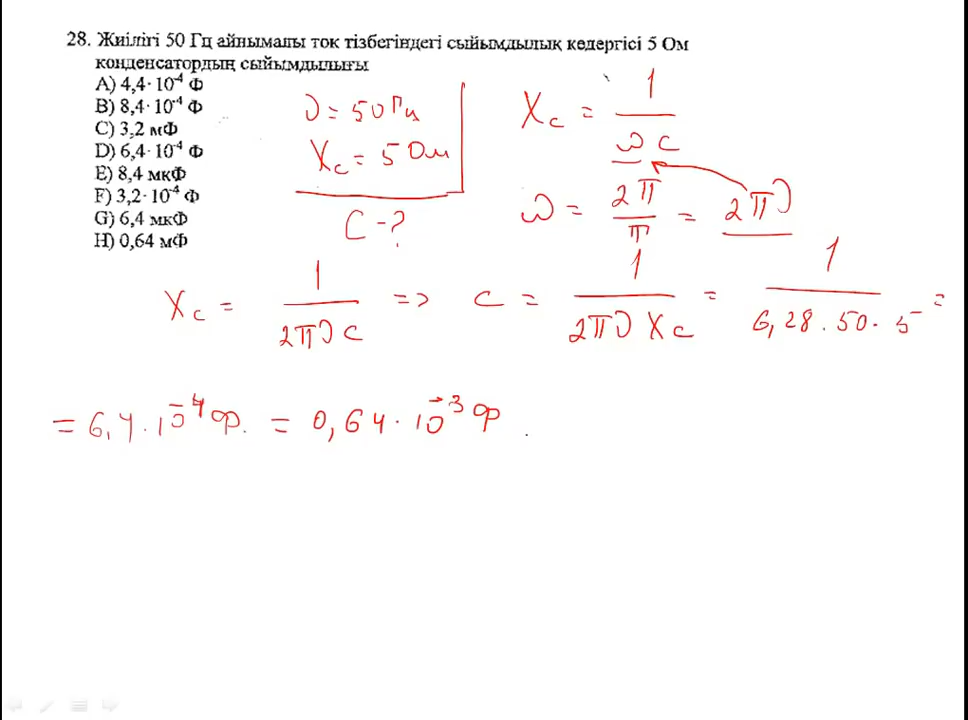 28. Жиілігі 50 Гц айнымалы ток тізбегіндегі сыйымдылық кедергісі 5 Ом
конденсатордың сыйымдылығы
A) 4,4· 10⁻⁴ Ф
B) 8,4· 10⁻⁴ Ф
C) 3,2 мФ
D) 6,4· 10⁻⁴ Ф
E) 8,4 мкФ
F) 3,2· 10⁻⁴ Ф
G) 6,4 мкФ
H) 0,64 мФ
ν = 50 Гц
Xc = 5 Ом
C - ?
Xc = 1 / ωc
ω = 2π / T = 2πν
Xc = 1 / 2πνc => c = 1 / 2πνXc = 1 / 6,28 · 50 · 5 =
= 6,4 · 10⁻⁴ Ф. = 0,64 · 10⁻³ Ф